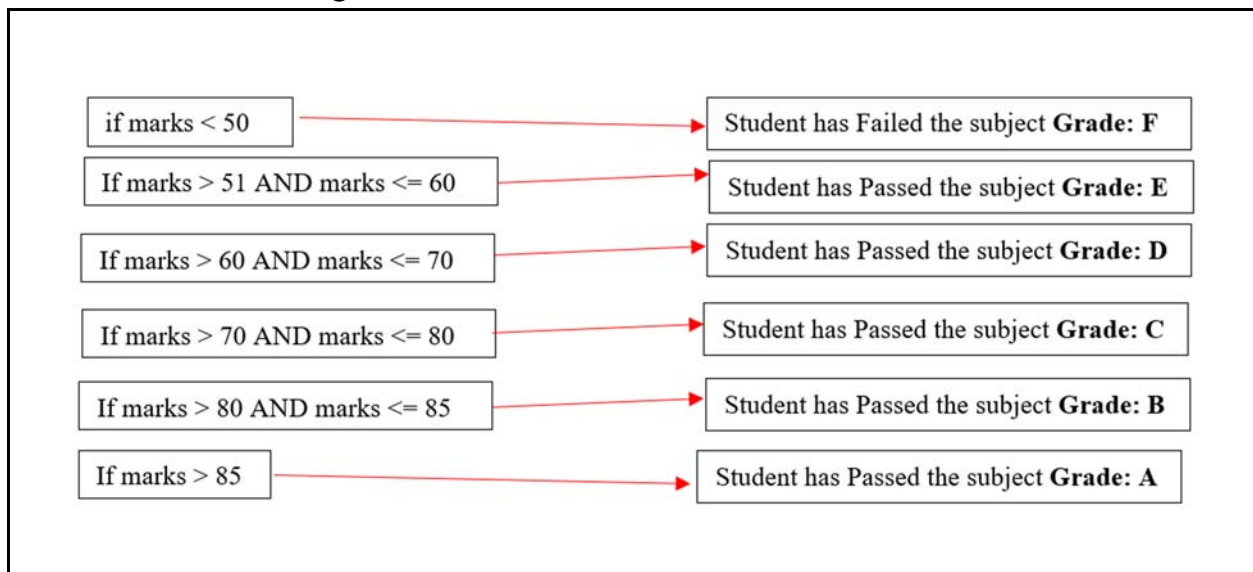 if marks < 50
Student has Failed the subject Grade: F
If marks > 51 AND marks <= 60
Student has Passed the subject Grade: E
If marks > 60 AND marks <= 70
Student has Passed the subject Grade: D
If marks > 70 AND marks <= 80
Student has Passed the subject Grade: C
If marks > 80 AND marks <= 85
Student has Passed the subject Grade: B
If marks > 85
Student has Passed the subject Grade: A